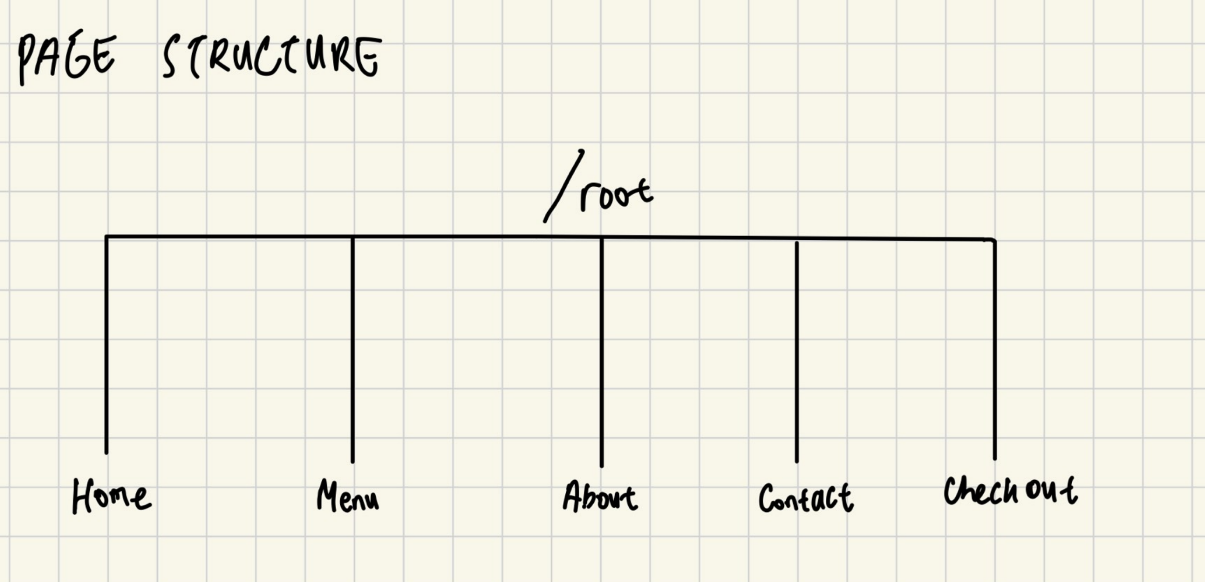 PAGE STRUCTURE
/root
Home Menu About Contact Checkout